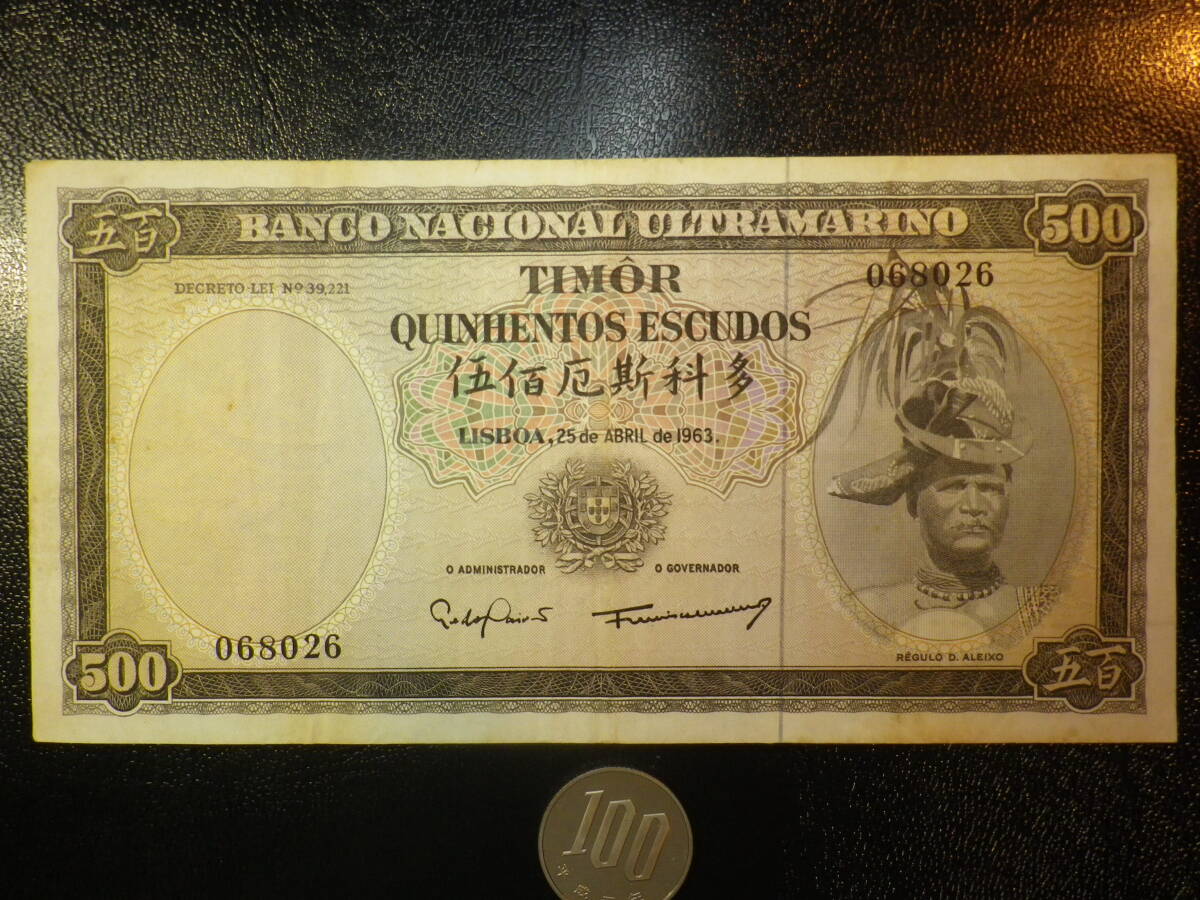 五百 BANCO NACIONAL ULTRAMARINO 500
TIMÔR 068026
DECRETO-LEI Nº 39,221
QUINHENTOS ESCUDOS
伍佰厄斯科多
LISBOA, 25 de ABRIL de 1963.
O ADMINISTRADOR O GOVERNADOR
068026
RÉGULO D. ALEIXO
500 五百
100